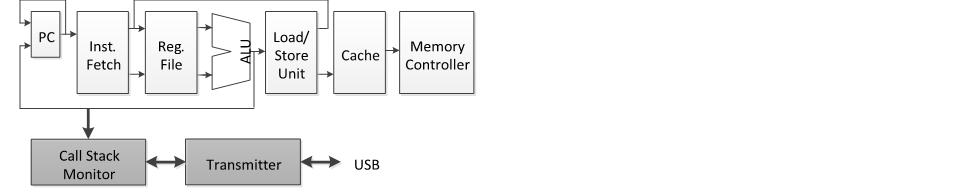 PC
Inst.
Fetch
Reg.
File
ALU
Load/
Store
Unit
Cache
Memory
Controller
Call Stack
Monitor
Transmitter
USB